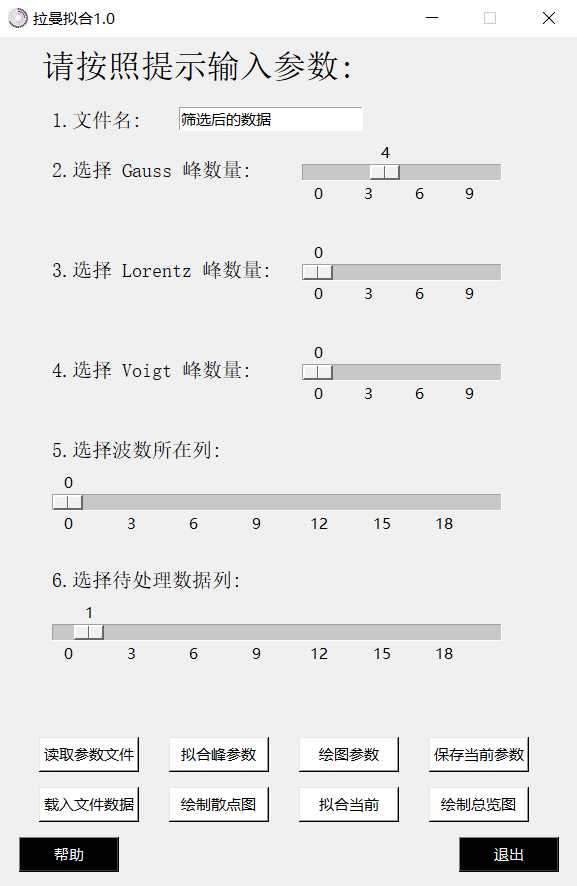 拉曼拟合1.0
请按照提示输入参数:
1.文件名: 筛选后的数据
4
2.选择 Gauss 峰数量:
0 3 6 9
0
3.选择 Lorentz 峰数量:
0 3 6 9
0
4.选择 Voigt 峰数量:
0 3 6 9
5.选择波数所在列:
0
0 3 6 9 12 15 18
6.选择待处理数据列:
1
0 3 6 9 12 15 18
读取参数文件 拟合峰参数 绘图参数 保存当前参数
载入文件数据 绘制散点图 拟合当前 绘制总览图
帮助 退出